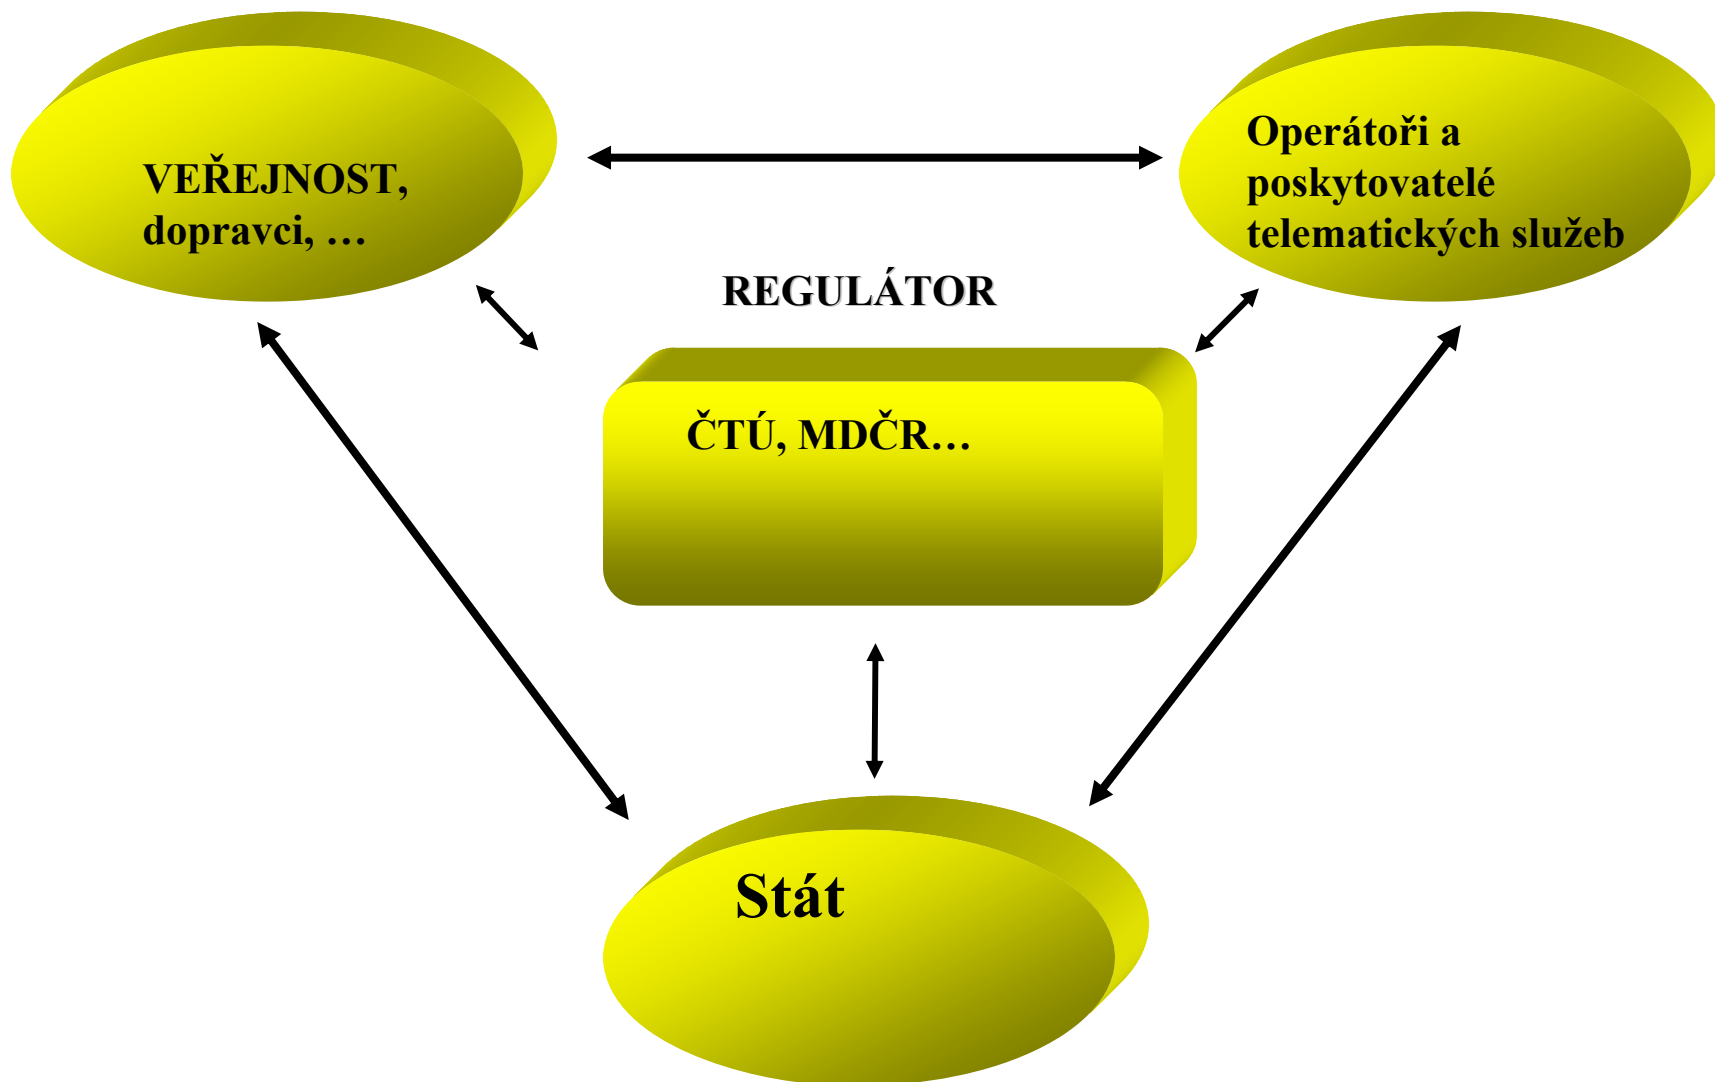 VEŘEJNOST,
dopravci, …
Operátoři a
poskytovatelé
telematických služeb
REGULÁTOR
ČTÚ, MDČR…
Stát